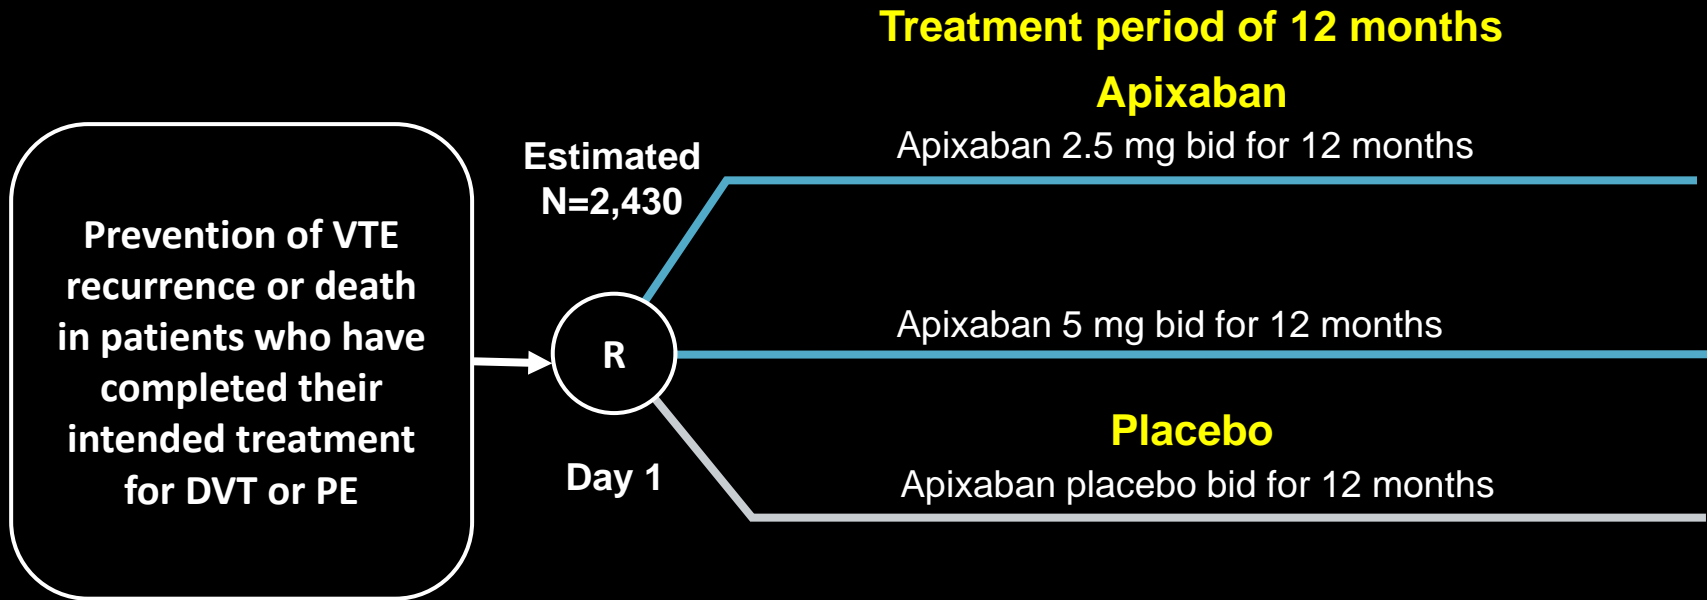 Treatment period of 12 months
Apixaban
Apixaban 2.5 mg bid for 12 months
Estimated
N=2,430
Prevention of VTE
recurrence or death
in patients who have
completed their
intended treatment
for DVT or PE
R
Day 1
Apixaban 5 mg bid for 12 months
Placebo
Apixaban placebo bid for 12 months